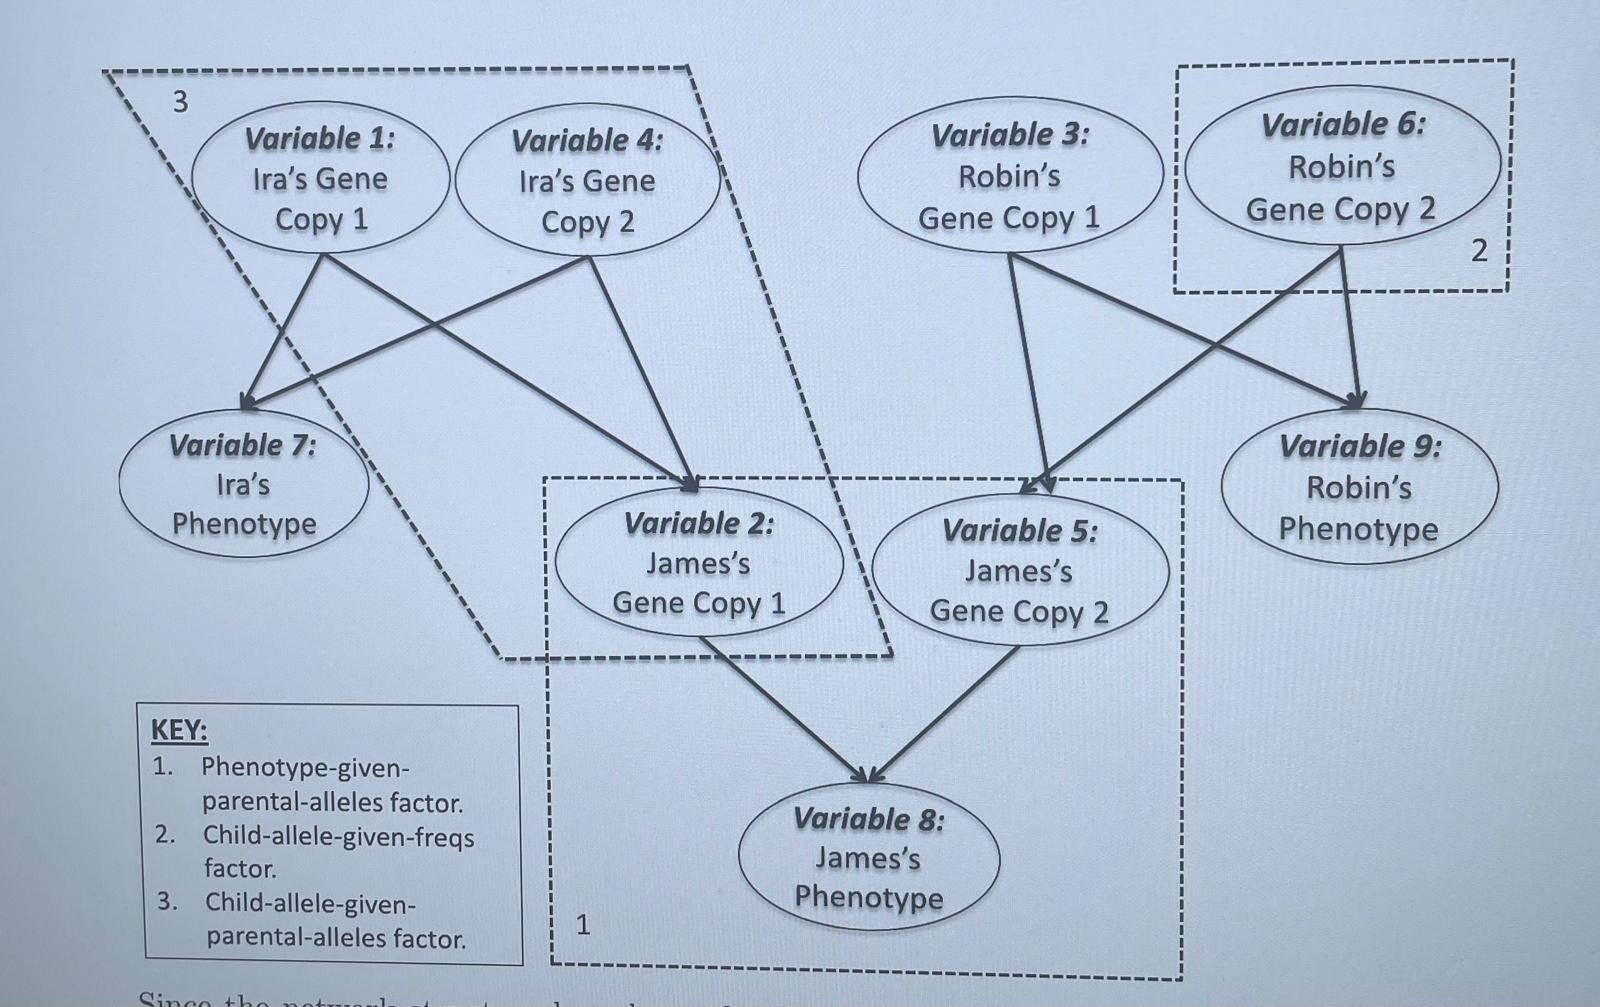 3
Variable 1:
Ira's Gene
Copy 1
Variable 4:
Ira's Gene
Copy 2
Variable 3:
Robin's
Gene Copy 1
Variable 6:
Robin's
Gene Copy 2
2
Variable 7:
Ira's
Phenotype
Variable 2:
James's
Gene Copy 1
Variable 5:
James's
Gene Copy 2
Variable 9:
Robin's
Phenotype
Variable 8:
James's
Phenotype
1
KEY:
1. Phenotype-given-
parental-alleles factor.
2. Child-allele-given-freqs
factor.
3. Child-allele-given-
parental-alleles factor.
Since the network